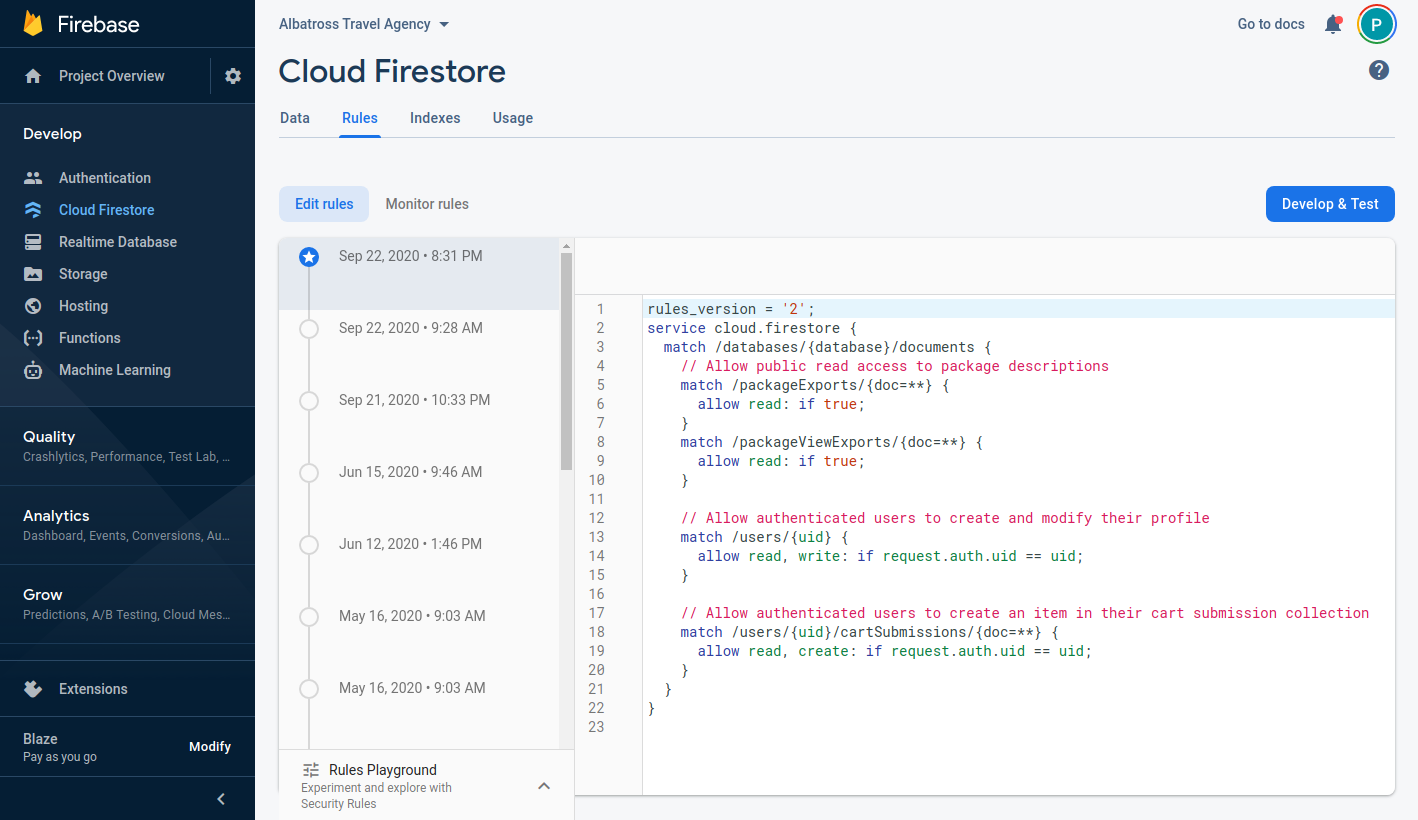 Firebase
Project Overview
Develop
Authentication
Cloud Firestore
Realtime Database
Storage
Hosting
Functions
Machine Learning
Quality
Crashlytics, Performance, Test Lab, ...
Analytics
Dashboard, Events, Conversions, Au...
Grow
Predictions, A/B Testing, Cloud Mes...
Extensions
Blaze
Pay as you go
Modify
Albatross Travel Agency
Go to docs
P
Cloud Firestore
?
Data Rules Indexes Usage
Edit rules Monitor rules
Develop & Test
Sep 22, 2020 • 8:31 PM
Sep 22, 2020 • 9:28 AM
Sep 21, 2020 • 10:33 PM
Jun 15, 2020 • 9:46 AM
Jun 12, 2020 • 1:46 PM
May 16, 2020 • 9:03 AM
May 16, 2020 • 9:03 AM
Rules Playground
Experiment and explore with
Security Rules
1 rules_version = '2';
2 service cloud.firestore {
3   match /databases/{database}/documents {
4     // Allow public read access to package descriptions
5     match /packageExports/{doc=**} {
6       allow read: if true;
7     }
8     match /packageViewExports/{doc=**} {
9       allow read: if true;
10     }
11
12     // Allow authenticated users to create and modify their profile
13     match /users/{uid} {
14       allow read, write: if request.auth.uid == uid;
15     }
16
17     // Allow authenticated users to create an item in their cart submission collection
18     match /users/{uid}/cartSubmissions/{doc=**} {
19       allow read, create: if request.auth.uid == uid;
20     }
21   }
22 }
23